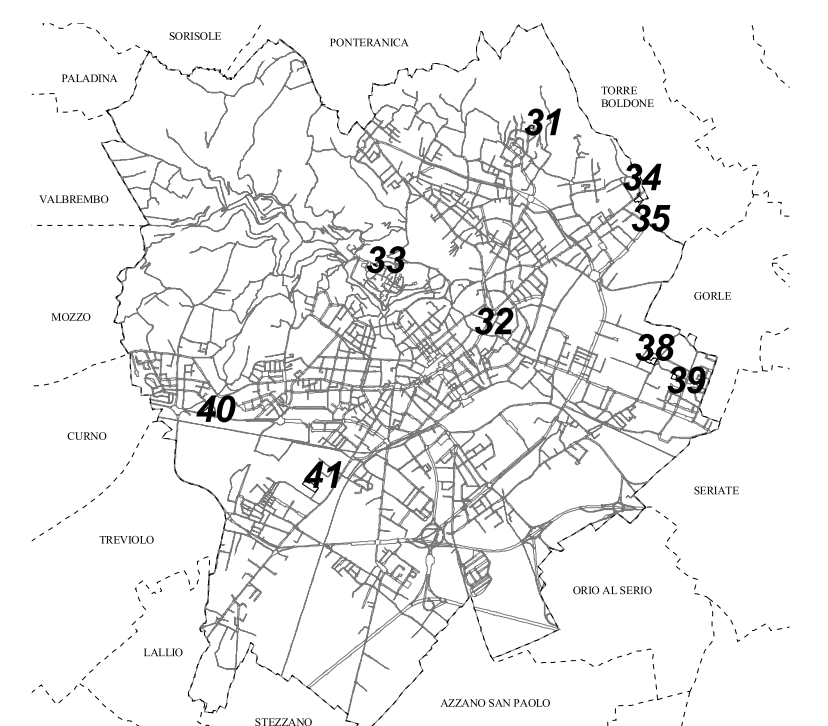 SORISOLE
PONTERANICA
PALADINA
TORRE
BOLDONE
31
34
VALBREMBO
35
33
GORLE
MOZZO
32
38
39
40
CURNO
41
SERIATE
TREVIOLO
ORIO AL SERIO
LALLIO
AZZANO SAN PAOLO
STEZZANO